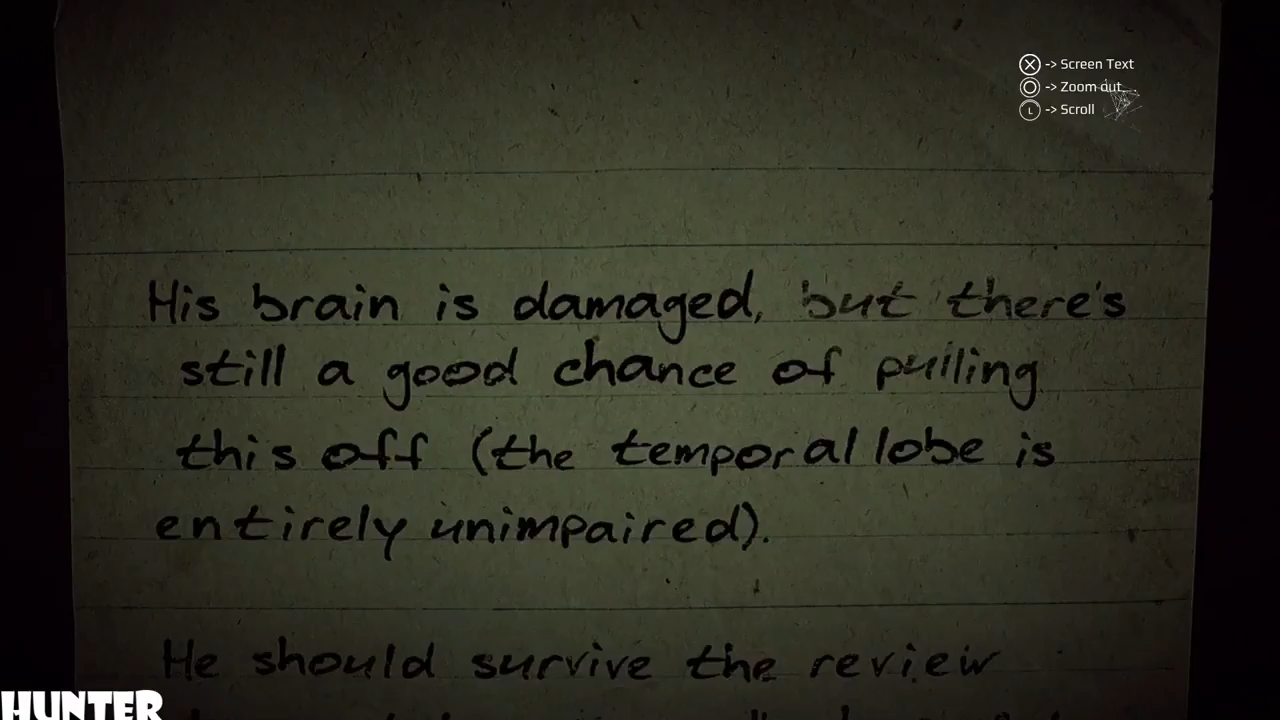 -> Screen Text
-> Zoom out
L -> Scroll
His brain is damaged, but there's
still a good chance of pulling
this off (the temporal lobe is
entirely unimpaired).
He should survive the review
HUNTER